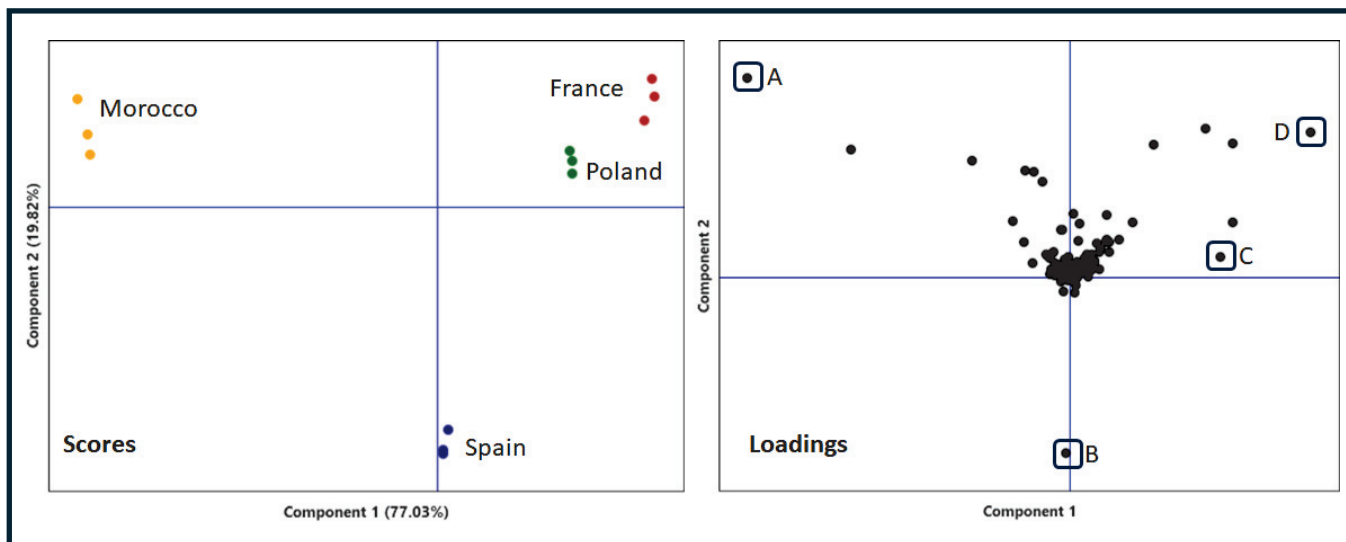 Morocco
France
Poland
Spain
Scores
Component 2 (19.82%)
Component 1 (77.03%)
A
D
C
B
Loadings
Component 2
Component 1